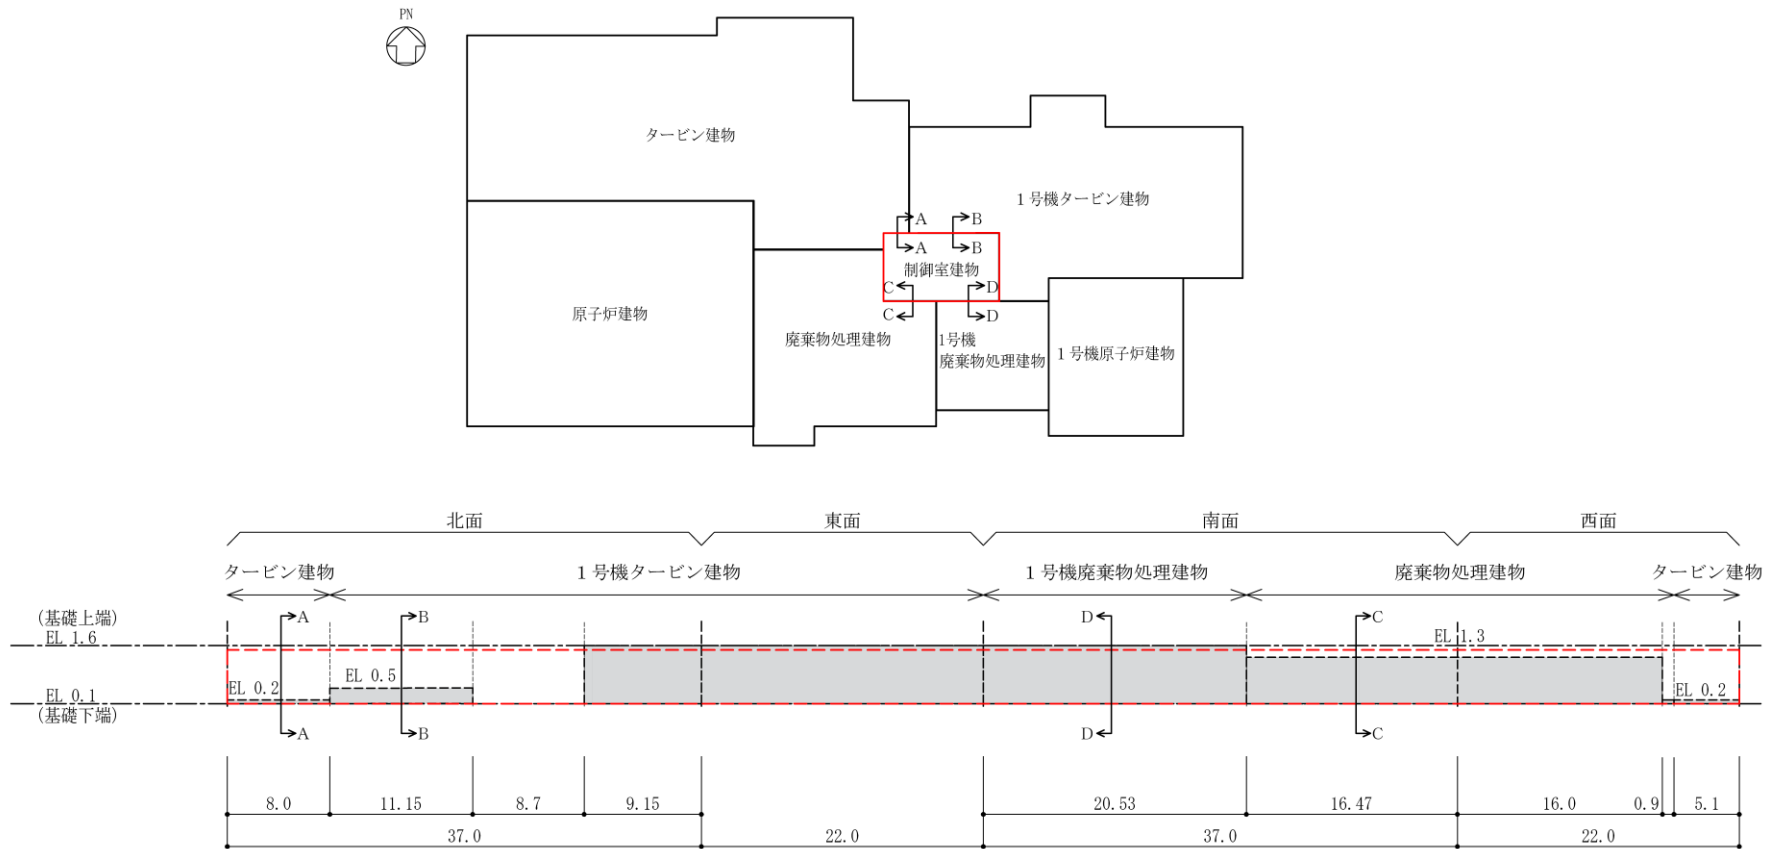 PN
タービン建物
1号機タービン建物
A
B
A
B
制御室建物
C
D
C
D
原子炉建物
廃棄物処理建物
1号機
廃棄物処理建物
1号機原子炉建物
北面
東面
南面
西面
タービン建物
1号機タービン建物
1号機廃棄物処理建物
廃棄物処理建物
タービン建物
(基礎上端)
A
B
D
C
EL 1.6
EL 1.3
EL 0.5
EL 0.2
EL 0.2
EL 0.1
(基礎下端)
A
B
D
C
8.0
11.15
8.7
9.15
20.53
16.47
16.0
0.9
5.1
37.0
22.0
37.0
22.0